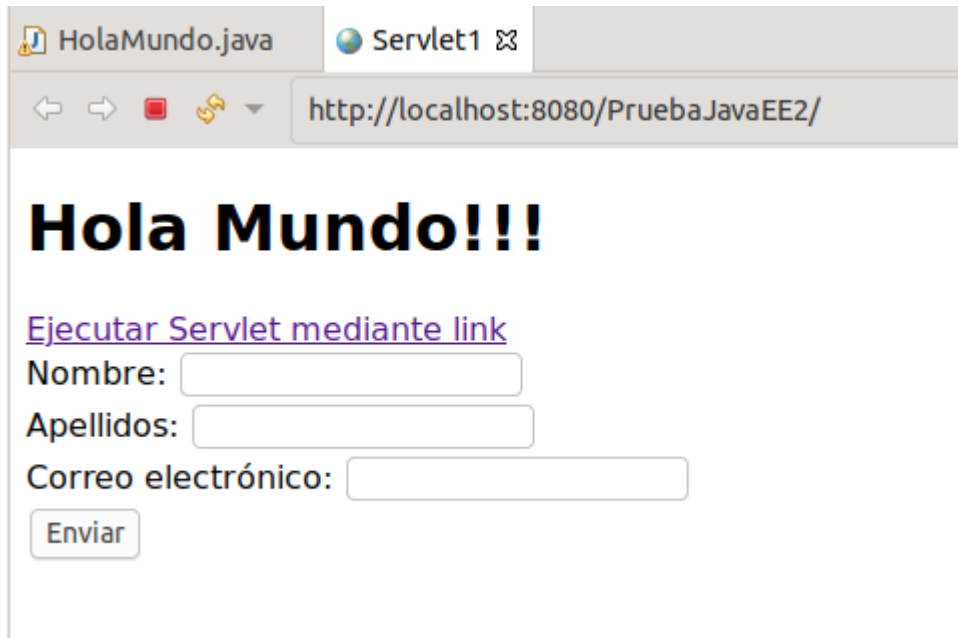 HolaMundo.java Servlet1
http://localhost:8080/PruebaJavaEE2/
Hola Mundo!!!
Ejecutar Servlet mediante link
Nombre:
Apellidos:
Correo electrónico:
Enviar